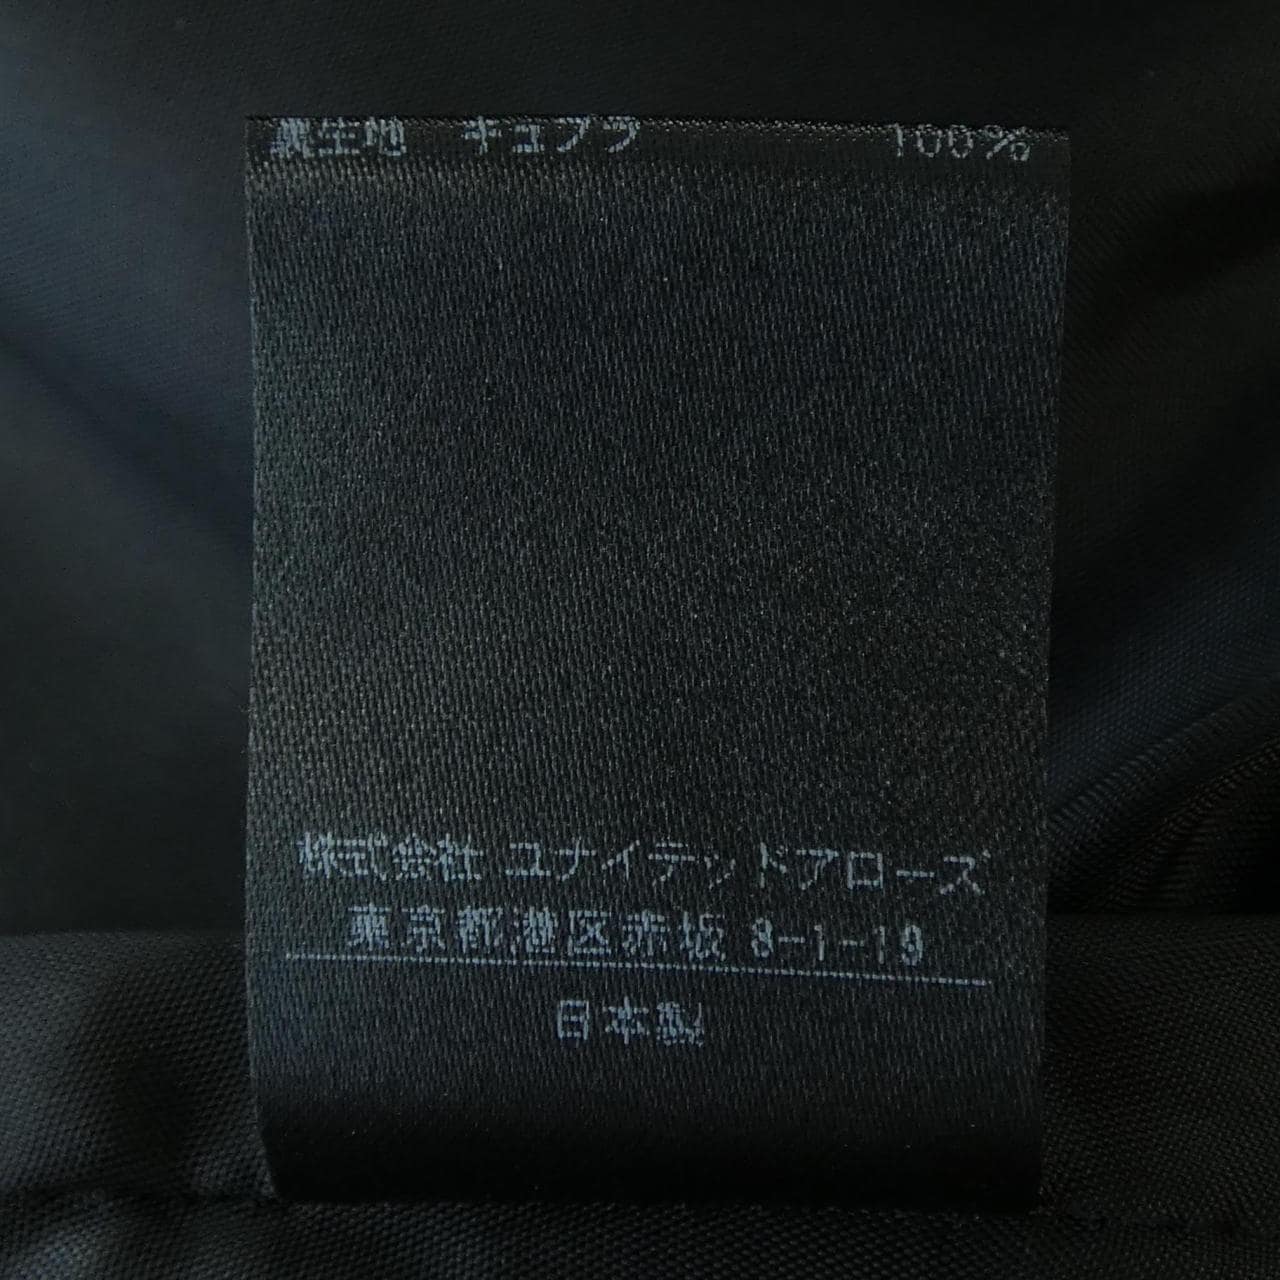 裏生地 キュプラ 100%
株式会社 ユナイテッドアローズ
東京都港区赤坂 8-1-19
日本製